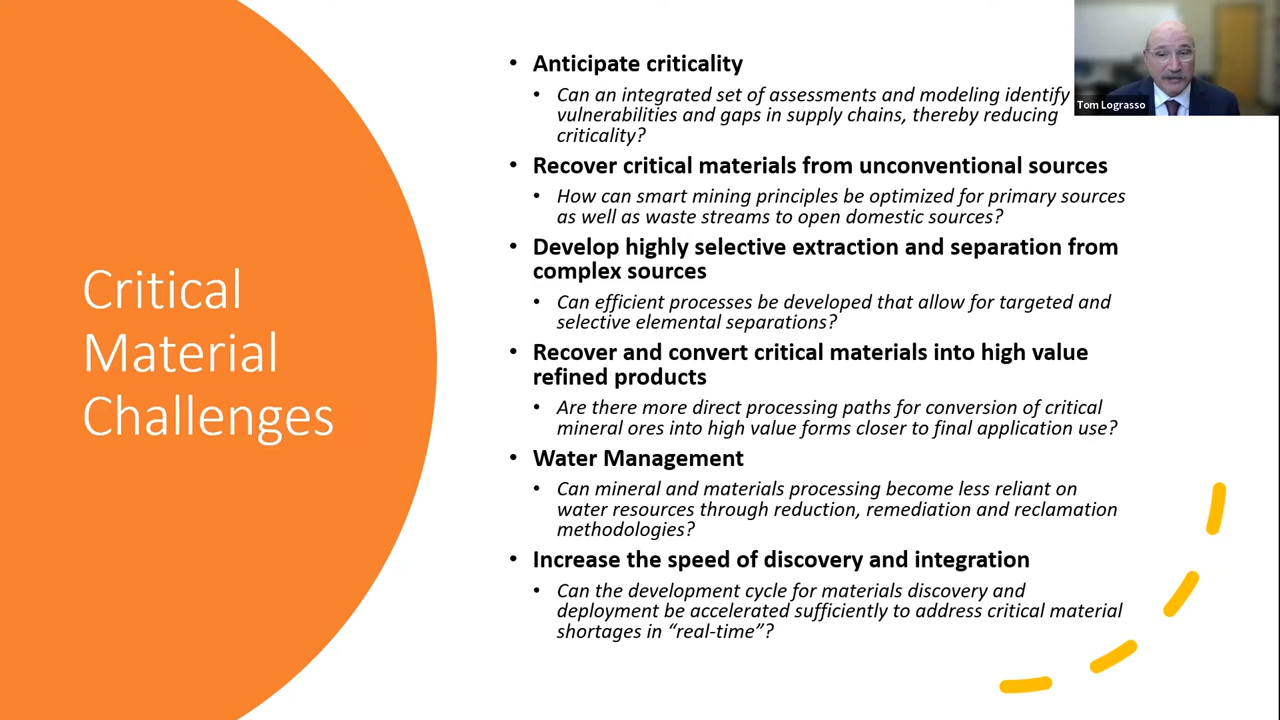 Critical
Material
Challenges
• Anticipate criticality
• Can an integrated set of assessments and modeling identify
vulnerabilities and gaps in supply chains, thereby reducing
criticality?
• Recover critical materials from unconventional sources
• How can smart mining principles be optimized for primary sources
as well as waste streams to open domestic sources?
• Develop highly selective extraction and separation from
complex sources
• Can efficient processes be developed that allow for targeted and
selective elemental separations?
• Recover and convert critical materials into high value
refined products
• Are there more direct processing paths for conversion of critical
mineral ores into high value forms closer to final application use?
• Water Management
• Can mineral and materials processing become less reliant on
water resources through reduction, remediation and reclamation
methodologies?
• Increase the speed of discovery and integration
• Can the development cycle for materials discovery and
deployment be accelerated sufficiently to address critical material
shortages in “real-time”?
Tom Lograsso